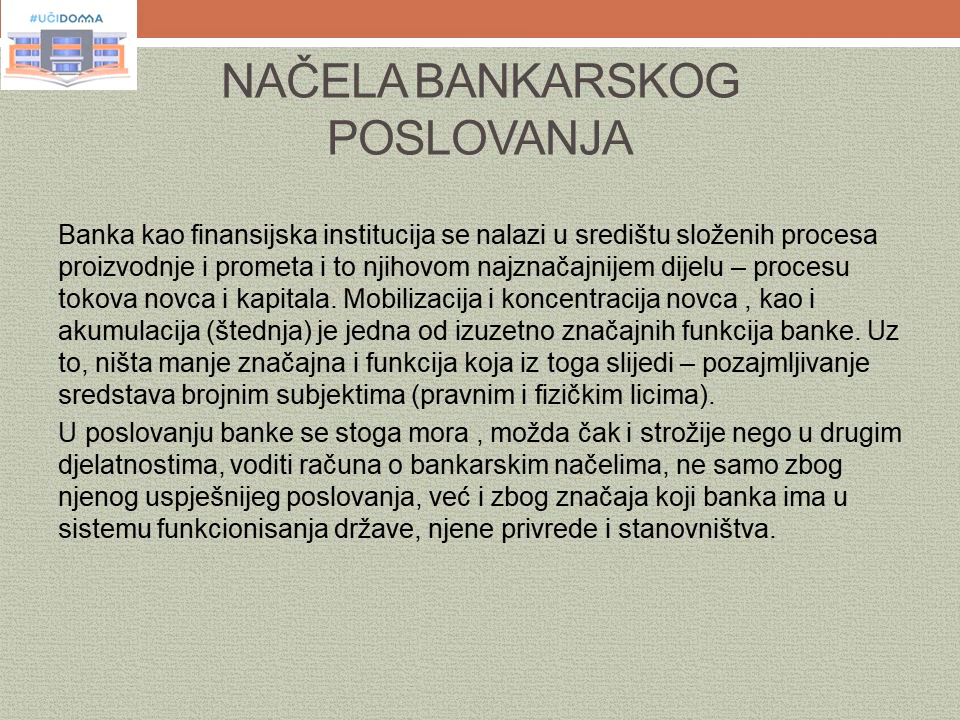 #UČIDOMA
NAČELA BANKARSKOG
POSLOVANJA
Banka kao finansijska institucija se nalazi u središtu složenih procesa
proizvodnje i prometa i to njihovom najznačajnijem dijelu – procesu
tokova novca i kapitala. Mobilizacija i koncentracija novca , kao i
akumulacija (štednja) je jedna od izuzetno značajnih funkcija banke. Uz
to, ništa manje značajna i funkcija koja iz toga slijedi – pozajmljivanje
sredstava brojnim subjektima (pravnim i fizičkim licima).
U poslovanju banke se stoga mora , možda čak i strožije nego u drugim
djelatnostima, voditi računa o bankarskim načelima, ne samo zbog
njenog uspješnijeg poslovanja, već i zbog značaja koji banka ima u
sistemu funkcionisanja države, njene privrede i stanovništva.